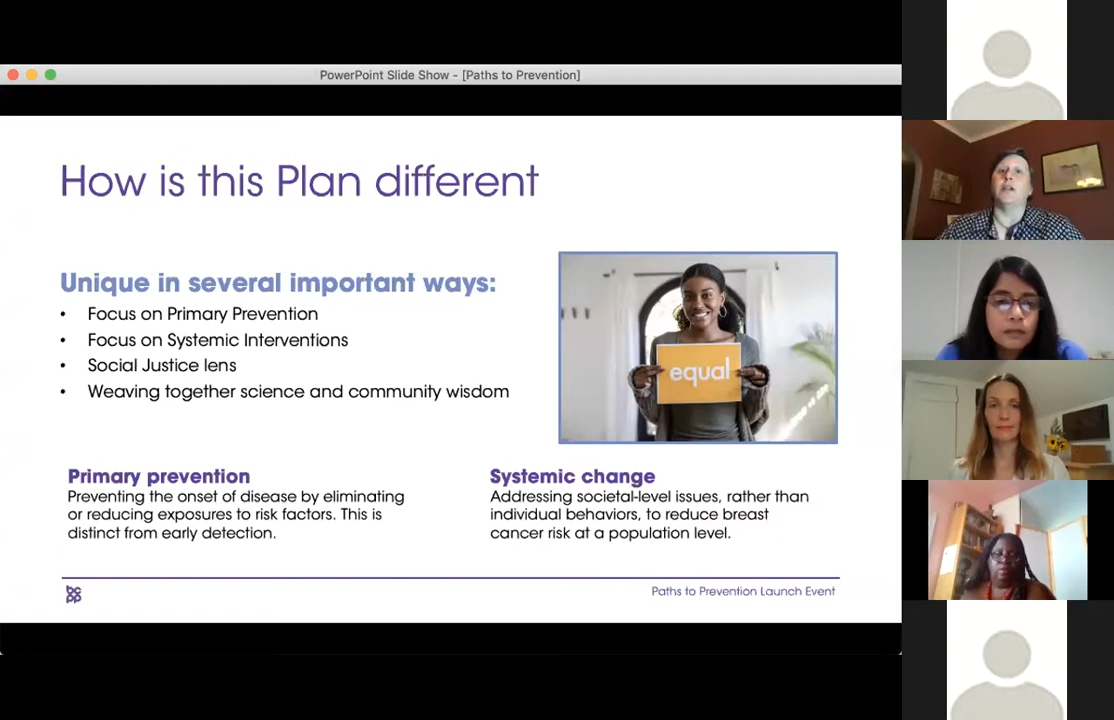 PowerPoint Slide Show - [Paths to Prevention]
How is this Plan different
Unique in several important ways:
• Focus on Primary Prevention
• Focus on Systemic Interventions
• Social Justice lens
• Weaving together science and community wisdom
equal
Primary prevention
Preventing the onset of disease by eliminating
or reducing exposures to risk factors. This is
distinct from early detection.
Systemic change
Addressing societal-level issues, rather than
individual behaviors, to reduce breast
cancer risk at a population level.
bc
pp
Paths to Prevention Launch Event